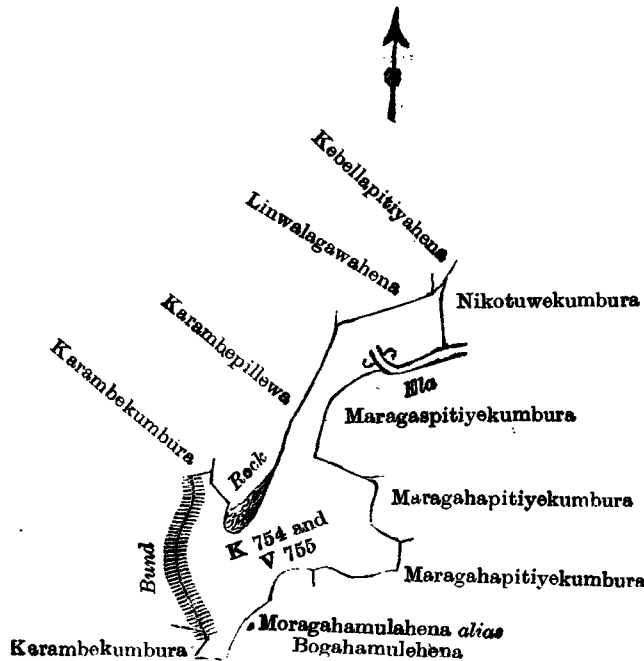 Kebellapitiyahena
Linwalagawahena
Nikotuwekumbura
Karambepillewa
Karambekumbura
Ela
Maragaspitiyekumbura
Rock
Maragahapitiyekumbura
K 754 and
V 755
Bund
Maragahapitiyekumbura
Moragahamulahena alias
Bogahamulehena
Karambekumbura